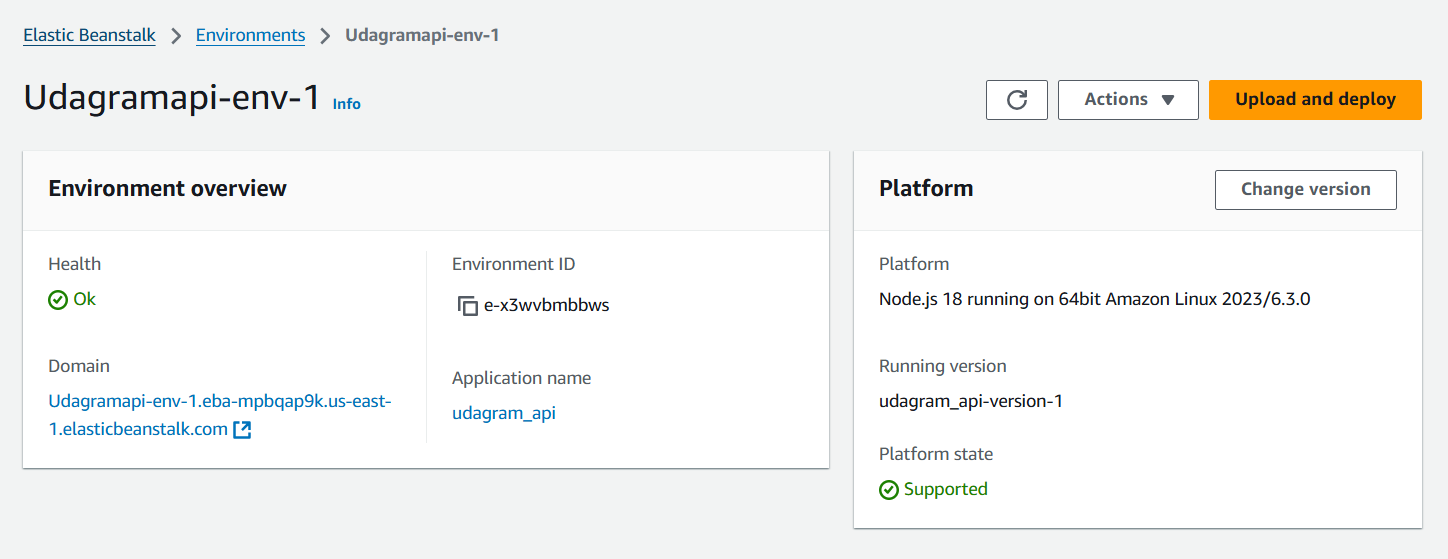 Elastic Beanstalk > Environments > Udagramapi-env-1
Udagramapi-env-1 Info
Actions
Upload and deploy
Environment overview
Health
Ok
Domain
Udagramapi-env-1.eba-mpbqap9k.us-east-
1.elasticbeanstalk.com
Environment ID
e-x3wvbmbbws
Application name
udagram_api
Platform
Change version
Platform
Node.js 18 running on 64bit Amazon Linux 2023/6.3.0
Running version
udagram_api-version-1
Platform state
Supported